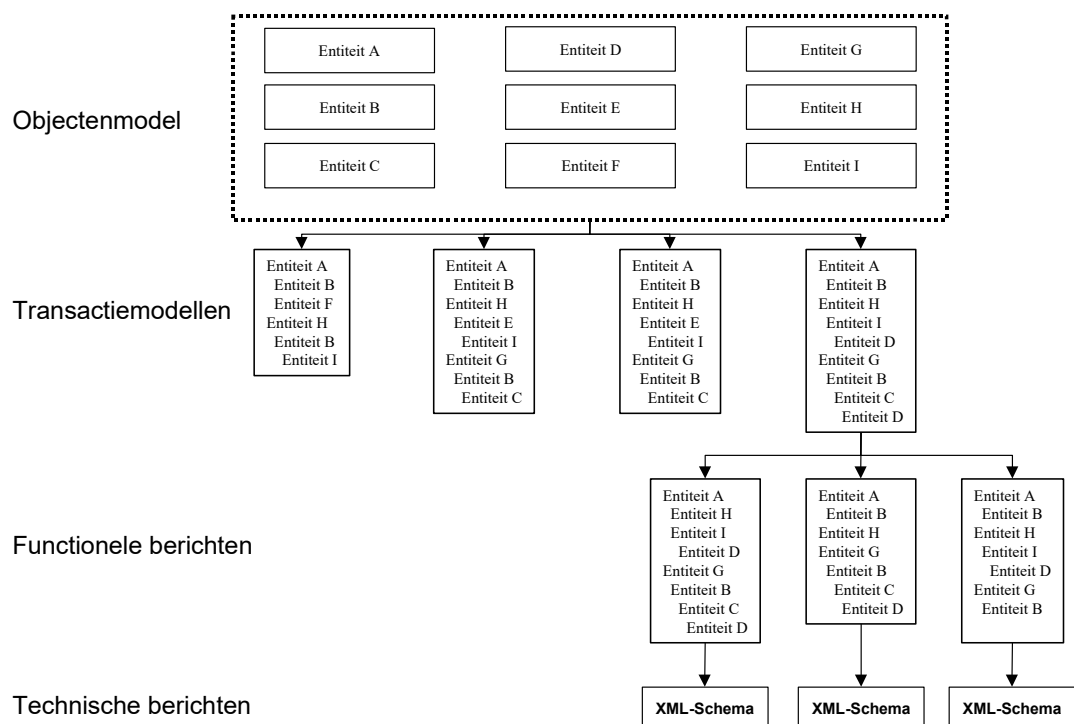 Objectenmodel
Entiteit A
Entiteit D
Entiteit G
Entiteit B
Entiteit E
Entiteit H
Entiteit C
Entiteit F
Entiteit I
Transactiemodellen
Entiteit A
Entiteit B
Entiteit F
Entiteit H
Entiteit B
Entiteit I
Entiteit A
Entiteit B
Entiteit H
Entiteit E
Entiteit I
Entiteit G
Entiteit B
Entiteit C
Entiteit A
Entiteit B
Entiteit H
Entiteit E
Entiteit I
Entiteit G
Entiteit B
Entiteit C
Entiteit A
Entiteit B
Entiteit H
Entiteit I
Entiteit D
Entiteit G
Entiteit B
Entiteit C
Entiteit D
Functionele berichten
Entiteit A
Entiteit H
Entiteit I
Entiteit D
Entiteit G
Entiteit B
Entiteit C
Entiteit D
Entiteit A
Entiteit B
Entiteit H
Entiteit G
Entiteit B
Entiteit C
Entiteit D
Entiteit A
Entiteit B
Entiteit H
Entiteit I
Entiteit D
Entiteit G
Entiteit B
Technische berichten
XML-Schema
XML-Schema
XML-Schema